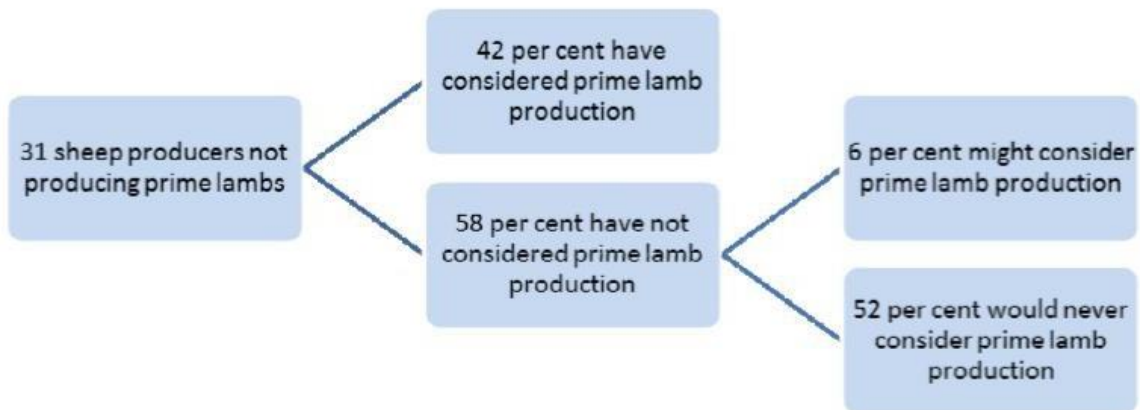 42 per cent have
considered prime lamb
production
31 sheep producers not
producing prime lambs
6 per cent might consider
prime lamb production
58 per cent have not
considered prime lamb
production
52 per cent would never
consider prime lamb
production